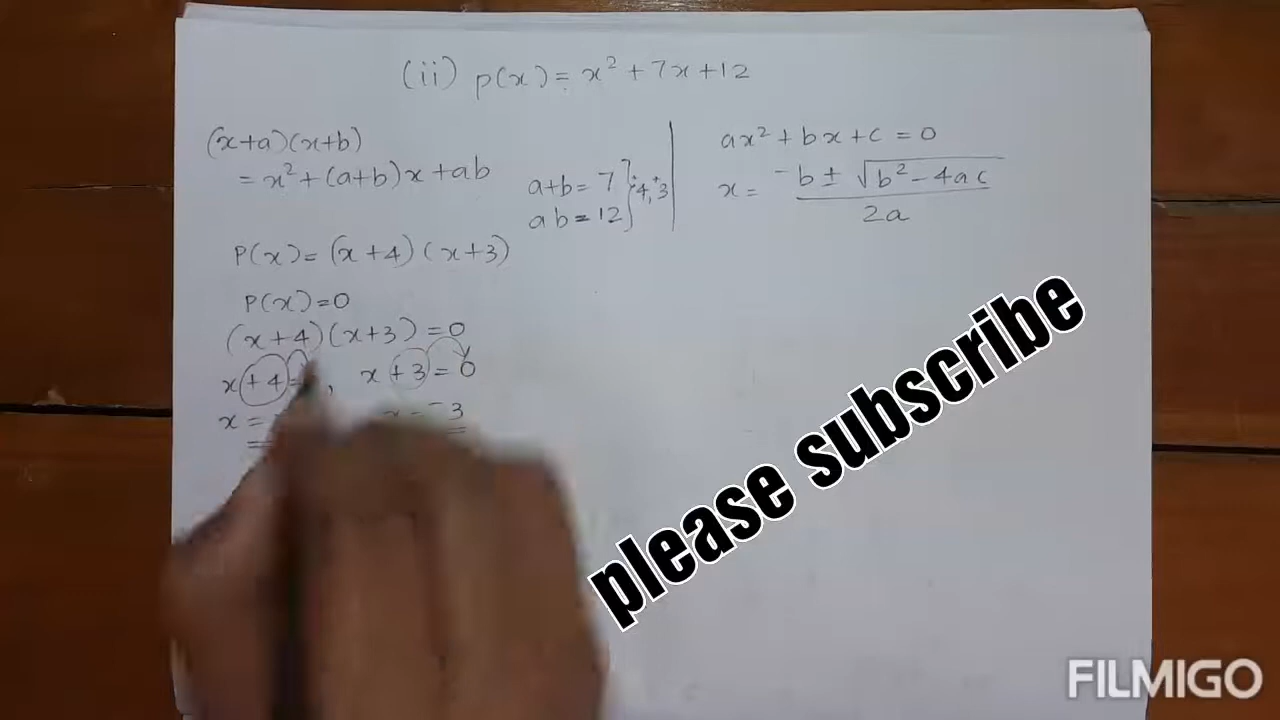 (ii) p(x) = x² + 7x + 12
(x+a)(x+b)
= x² + (a+b)x + ab
a+b = 7
ab = 12
4, 3
P(x) = (x+4)(x+3)
P(x) = 0
(x+4)(x+3) = 0
x + 4 = , x + 3 = 0
x = x = -3
ax² + bx + c = 0
x = -b ± √b² - 4ac
2a
please subscribe
FILMIGO